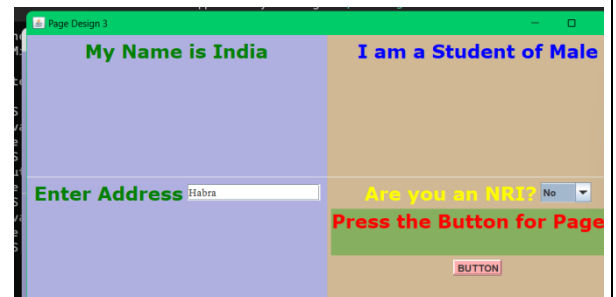 Page Design 3
My Name is India
I am a Student of Male
Enter Address Habra
Are you an NRI? No
Press the Button for Page
BUTTON